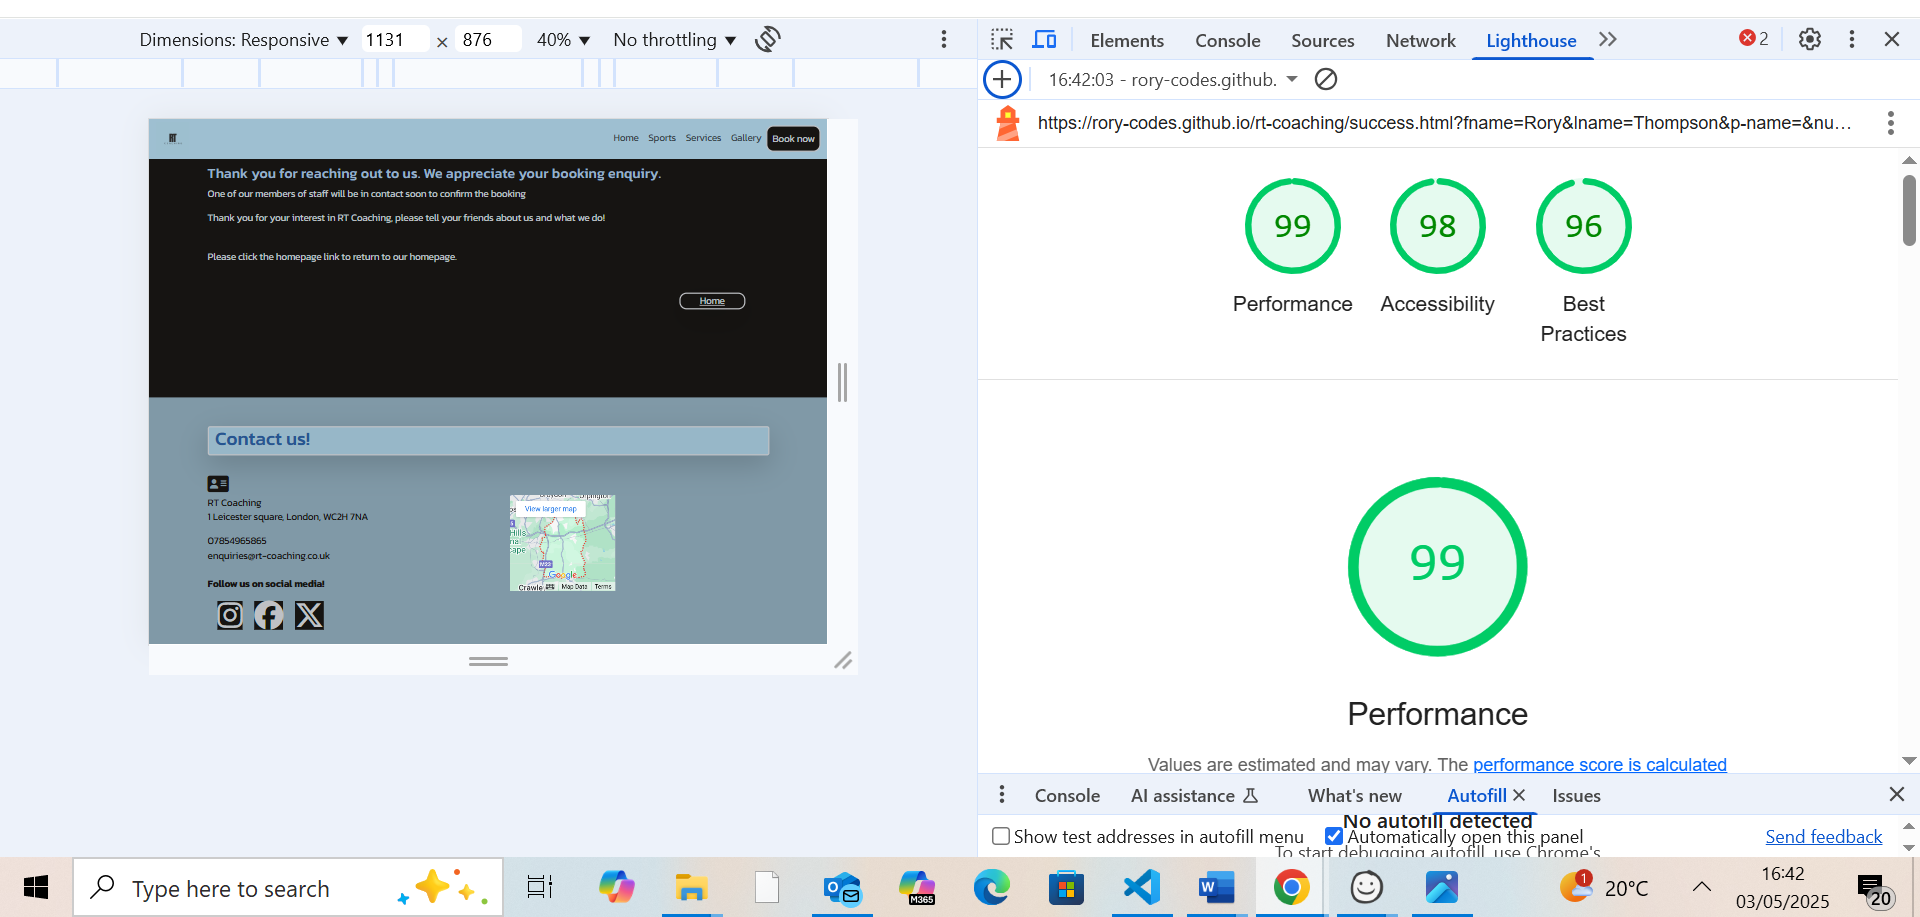 Dimensions: Responsive ▼ 1131 × 876 40% ▼ No throttling ▼
Elements Console Sources Network Lighthouse 2
16:42:03 - rory-codes.github.
https://rory-codes.github.io/rt-coaching/success.html?fname=Rory&lname=Thompson&p-name=&nu…
RT
Home Sports Services Gallery Book now
Thank you for reaching out to us. We appreciate your booking enquiry.
One of our members of staff will be in contact soon to confirm the booking
Thank you for your interest in RT Coaching, please tell your friends about us and what we do!
Please click the homepage link to return to our homepage.
Home
Contact us!
RT Coaching
1 Leicester square, London, WC2H 7NA
07854965865
enquiries@rt-coaching.co.uk
Follow us on social media!
View larger map
Hills
M23
Google
Crawle
Map Data Terms
99 98 96
Performance Accessibility Best
Practices
99
Performance
Values are estimated and may vary. The performance score is calculated
Console AI assistance What's new Autofill Issues
No autofill detected
Show test addresses in autofill menu Automatically open this panel Send feedback
To start debugging autofill, use Chrome's
Type here to search
M365
1 20°C
16:42
03/05/2025
20